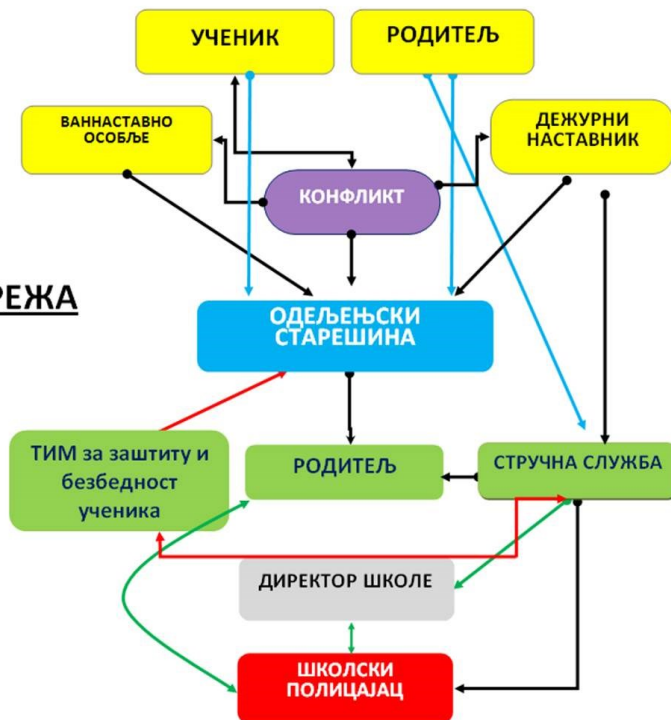 УЧЕНИК
РОДИТЕЉ
ВАННАСТАВНО
ОСОБЉЕ
ДЕЖУРНИ
НАСТАВНИК
КОНФЛИКТ
РЕЖА
ОДЕЉЕЊСКИ
СТАРЕШИНА
ТИМ за заштиту и
безбедност
ученика
РОДИТЕЉ
СТРУЧНА СЛУЖБА
ДИРЕКТОР ШКОЛЕ
ШКОЛСКИ
ПОЛИЦАЈАЦ